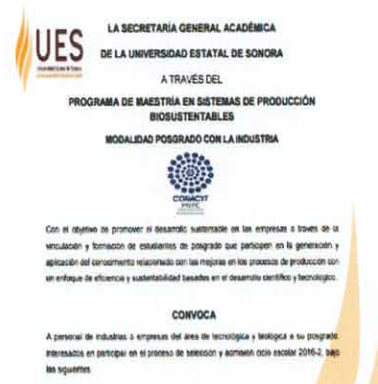 UES
LA SECRETARÍA GENERAL ACADÉMICA
DE LA UNIVERSIDAD ESTATAL DE SONORA
A TRAVÉS DEL
PROGRAMA DE MAESTRÍA EN SISTEMAS DE PRODUCCIÓN
BIOSUSTENTABLES
MODALIDAD POSGRADO CON LA INDUSTRIA
CONACYT
PNPC
Con el objetivo de promover el desarrollo sustentable en las empresas a través de la
vinculación y formación de estudiantes de posgrado que participen en la generación y
aplicación del conocimiento relacionado con las mejoras en los procesos de producción con
un enfoque de eficiencia y sustentabilidad basados en el desarrollo científico y tecnológico.
CONVOCA
A personal de industrias o empresas del área de tecnológica y biológica a su posgrado
interesados en participar en el proceso de selección y admisión ciclo escolar 2016-2, bajo
las siguientes